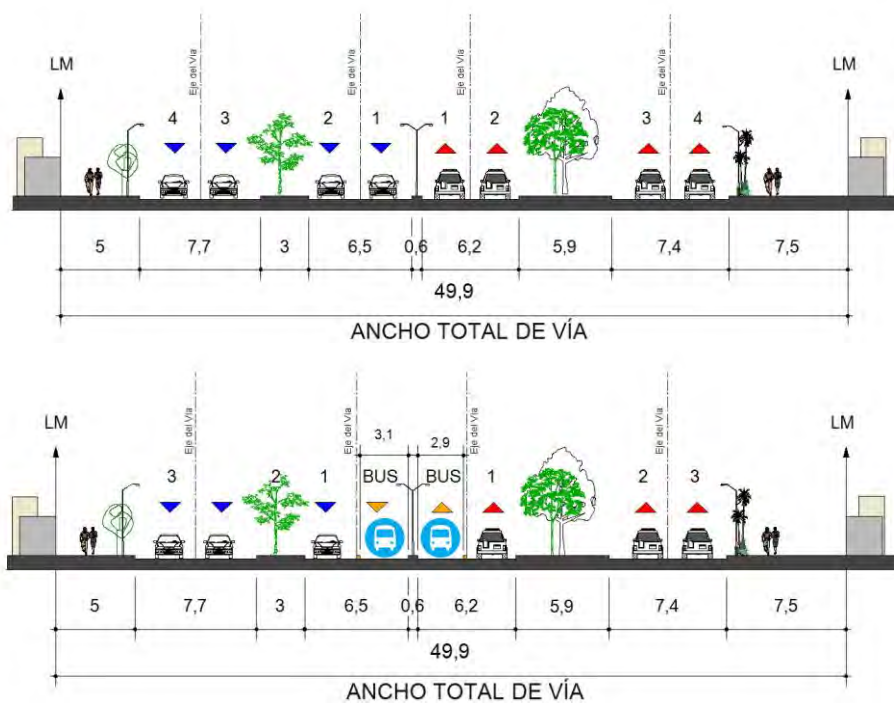 Eje del Vía Eje del Vía Eje del Vía Eje del Vía
LM LM
4 3 2 1 1 2 3 4
5 7,7 3 6,5 0,6 6,2 5,9 7,4 7,5
49,9
ANCHO TOTAL DE VÍA
Eje del Vía Eje del Vía Eje del Vía Eje del Vía
LM 3,1 2,9 LM
3 2 1 BUS BUS 1 2 3
5 7,7 3 6,5 0,6 6,2 5,9 7,4 7,5
49,9
ANCHO TOTAL DE VÍA